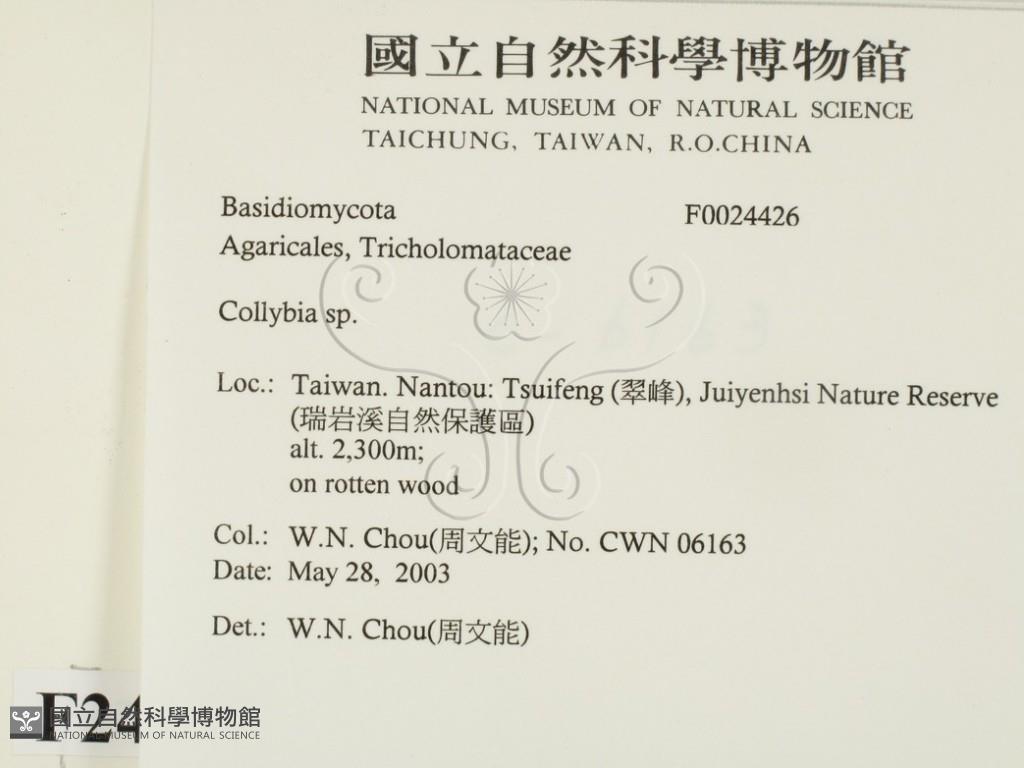 國立自然科學博物館
NATIONAL MUSEUM OF NATURAL SCIENCE
TAICHUNG, TAIWAN, R.O.CHINA
Basidiomycota F0024426
Agaricales, Tricholomataceae
Collybia sp.
Loc.: Taiwan. Nantou: Tsuifeng (翠峰), Juiyenhsi Nature Reserve
(瑞岩溪自然保護區)
alt. 2,300m;
on rotten wood
Col.: W.N. Chou(周文能); No. CWN 06163
Date: May 28, 2003
Det.: W.N. Chou(周文能)
F24
國立自然科學博物館
NATIONAL MUSEUM OF NATURAL SCIENCE